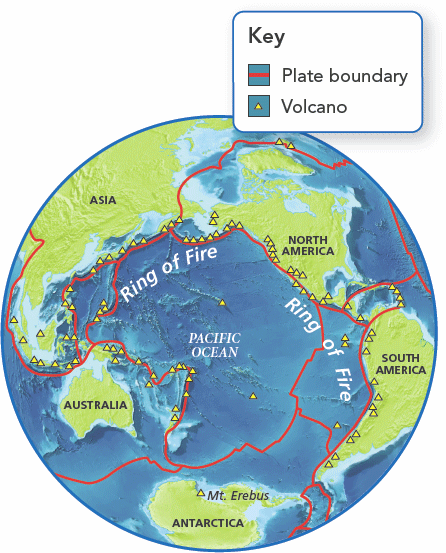 Key
Plate boundary
Volcano
ASIA
NORTH
AMERICA
Ring of Fire
Ring of Fire
PACIFIC
OCEAN
SOUTH
AMERICA
AUSTRALIA
Mt. Erebus
ANTARCTICA